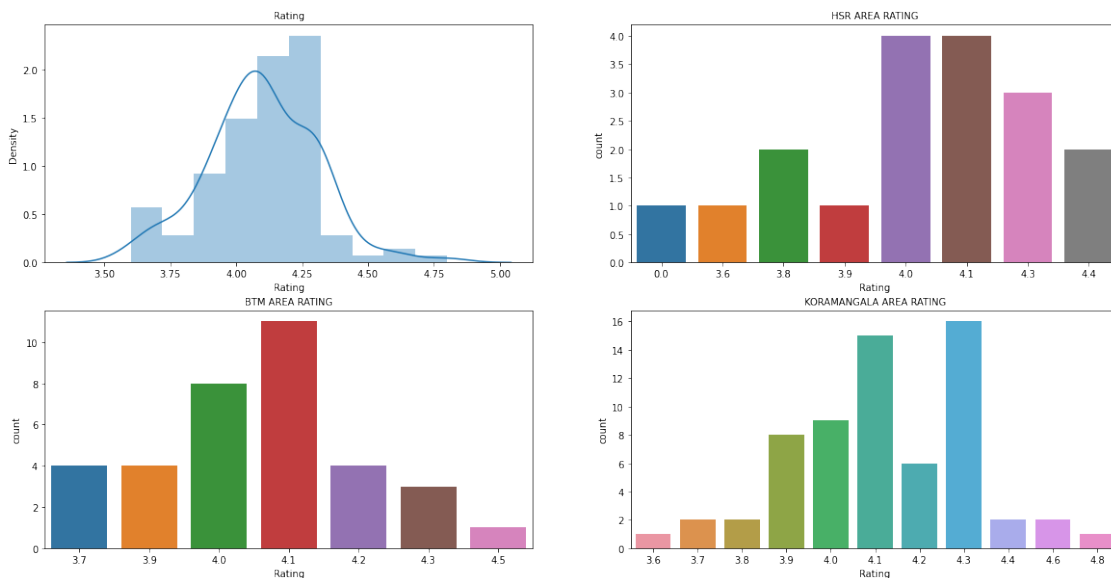 Rating
Density
2.0
1.5
1.0
0.5
0.0
3.50 3.75 4.00 4.25 4.50 4.75 5.00
Rating
HSR AREA RATING
count
4.0
3.5
3.0
2.5
2.0
1.5
1.0
0.5
0.0
0.0 3.6 3.8 3.9 4.0 4.1 4.3 4.4
Rating
BTM AREA RATING
count
10
8
6
4
2
0
3.7 3.9 4.0 4.1 4.2 4.3 4.5
Rating
KORAMANGALA AREA RATING
count
16
14
12
10
8
6
4
2
0
3.6 3.7 3.8 3.9 4.0 4.1 4.2 4.3 4.4 4.6 4.8
Rating